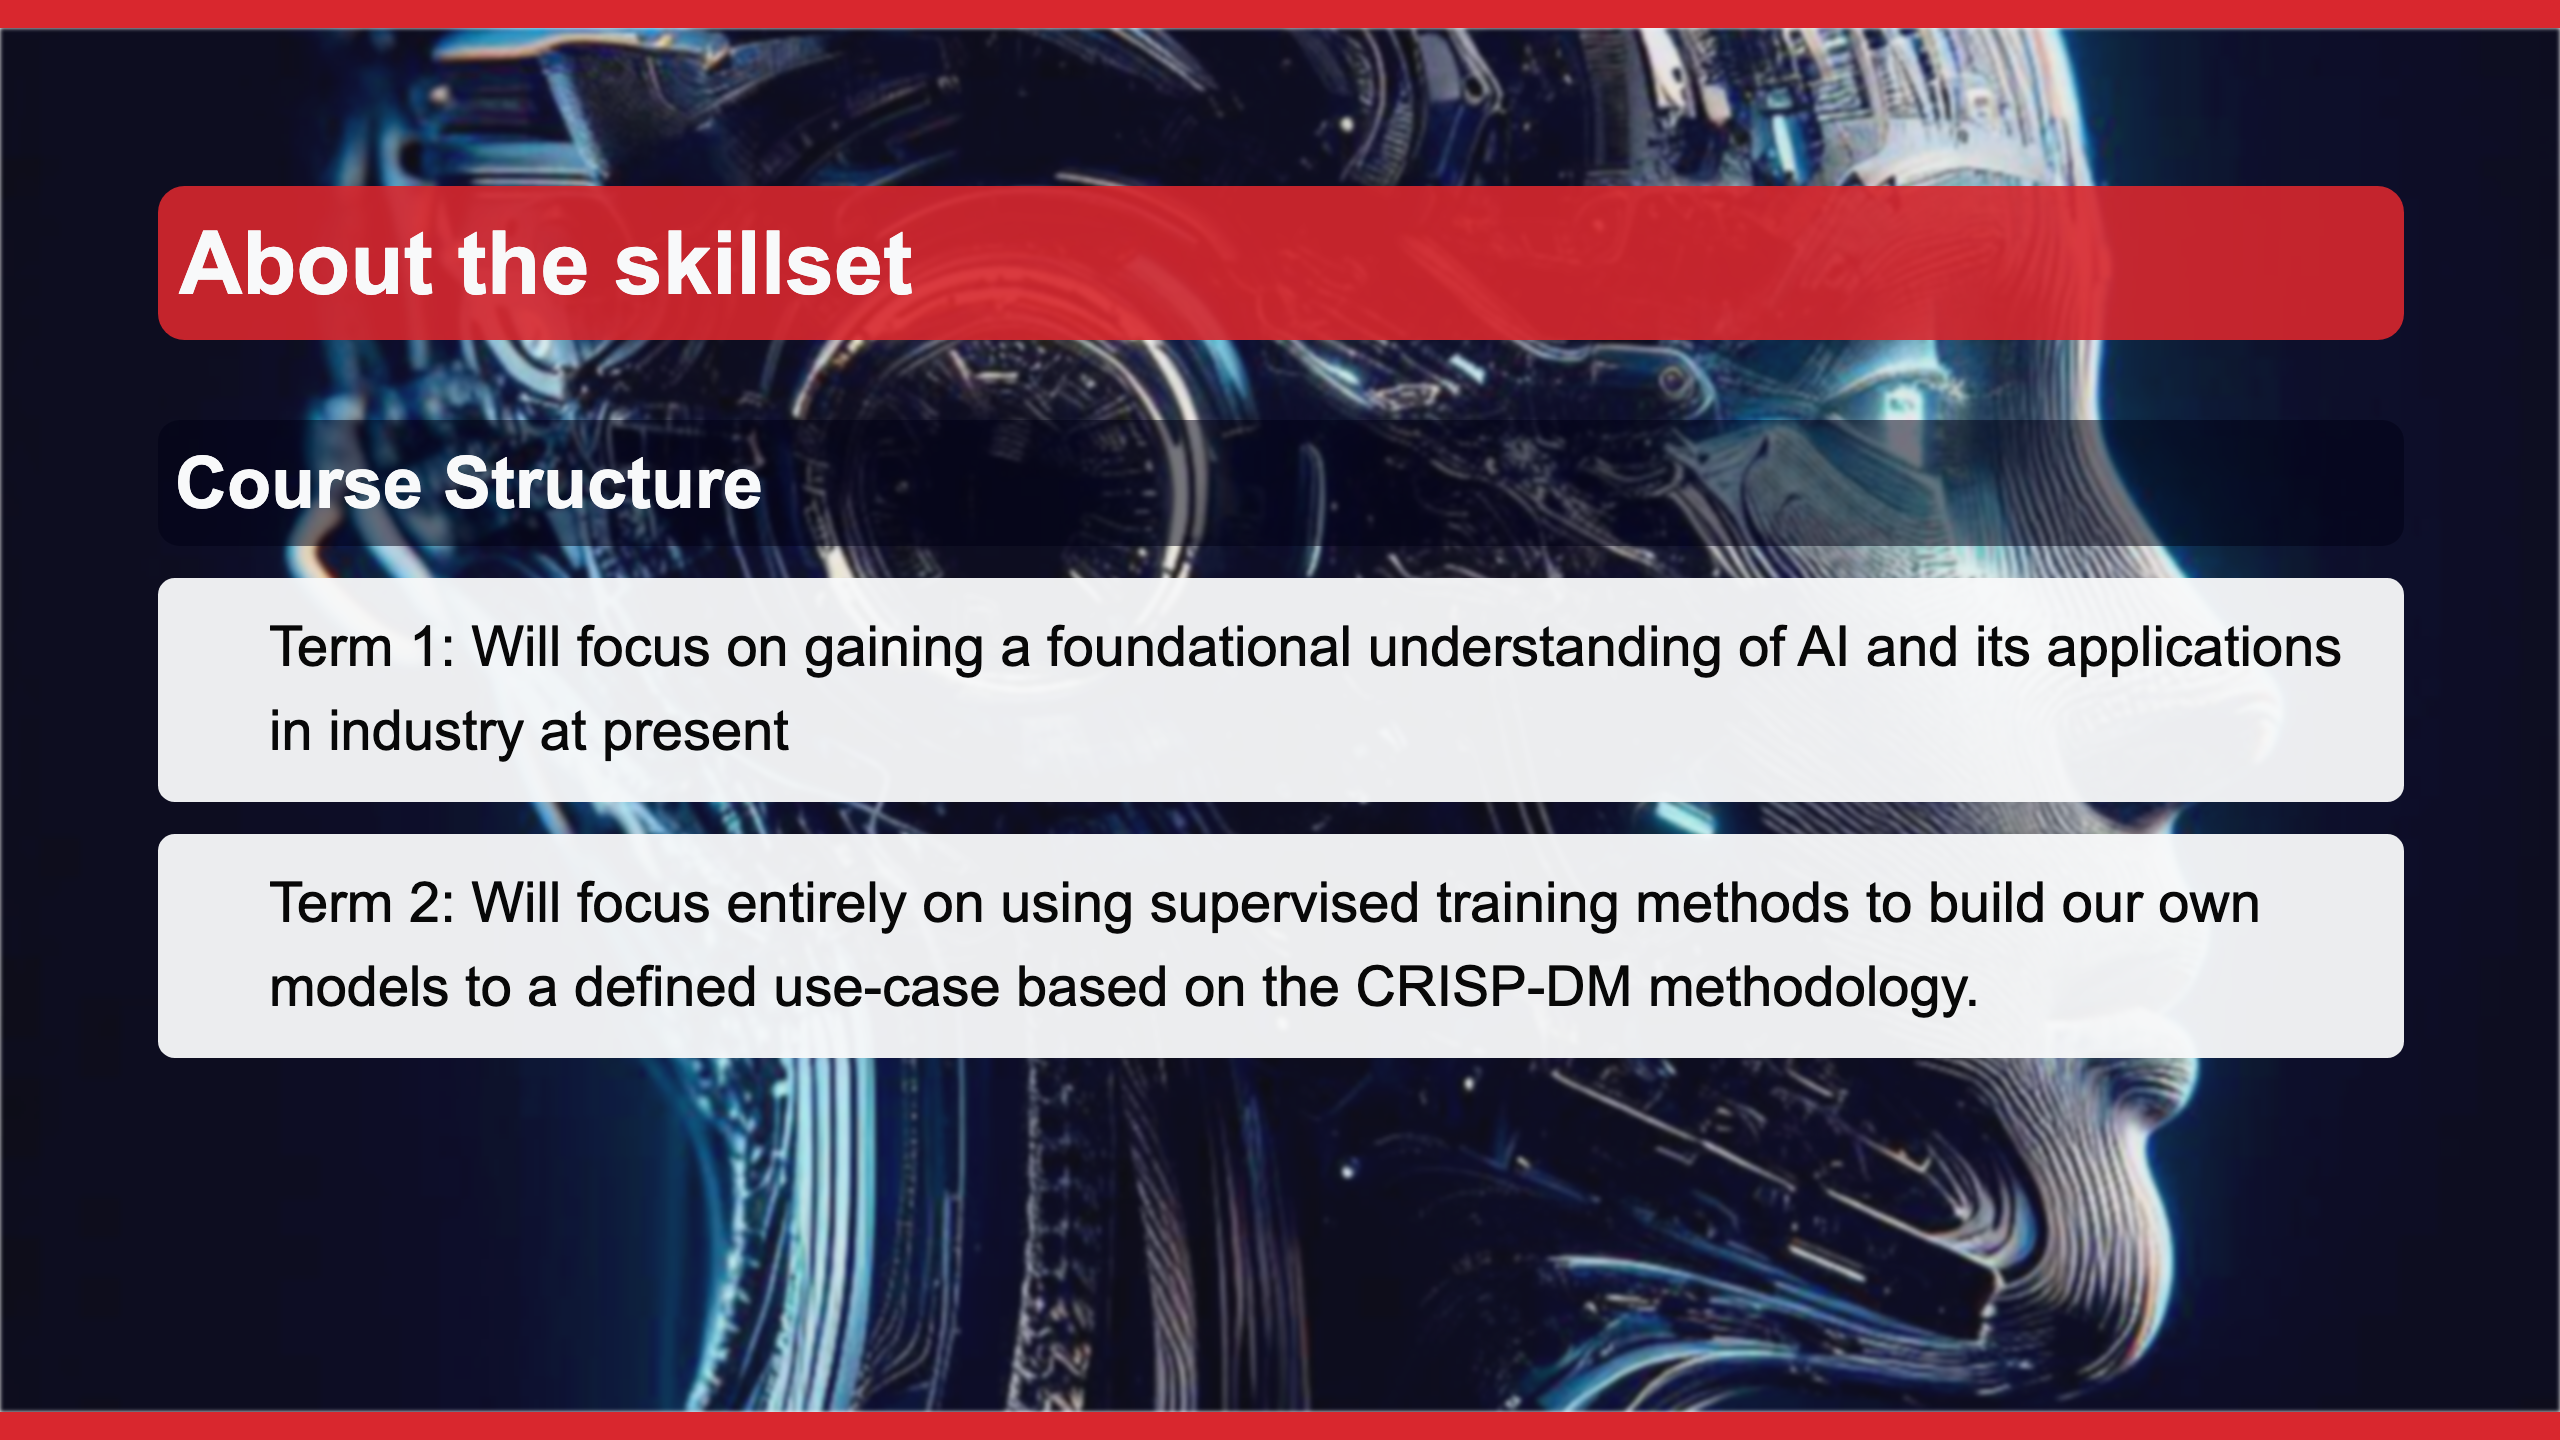 About the skillset
Course Structure
Term 1: Will focus on gaining a foundational understanding of AI and its applications
in industry at present
Term 2: Will focus entirely on using supervised training methods to build our own
models to a defined use-case based on the CRISP-DM methodology.